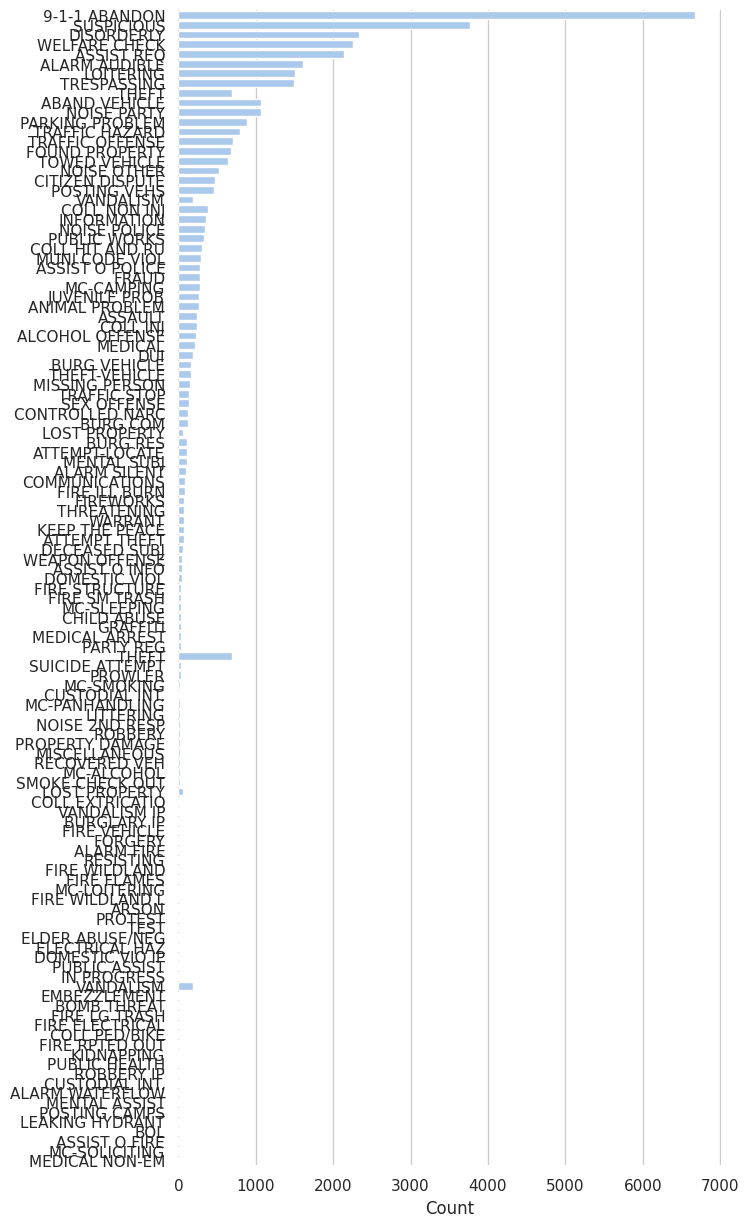 9-1-1 ABANDON
SUSPICIOUS
DISORDERLY
WELFARE CHECK
ASSIST REQ
ALARM AUDIBLE
LOITERING
TRESPASSING
THEFT
ABAND VEHICLE
NOISE PARTY
PARKING PROBLEM
TRAFFIC HAZARD
TRAFFIC OFFENSE
FOUND PROPERTY
TOWED VEHICLE
NOISE OTHER
CITIZEN DISPUTE
POSTING VEHS
VANDALISM
COLL NON INJ
INFORMATION
NOISE POLICE
PUBLIC WORKS
COLL HIT AND RU
MUNI CODE VIOL
ASSIST O POLICE
FRAUD
MC-CAMPING
JUVENILE PROB
ANIMAL PROBLEM
ASSAULT
COLL INJ
ALCOHOL OFFENSE
MEDICAL
DUI
BURG VEHICLE
THEFT-VEHICLE
MISSING PERSON
TRAFFIC STOP
SEX OFFENSE
CONTROLLED NARC
BURG COM
LOST PROPERTY
BURG RES
ATTEMPT-LOCATE
MENTAL SUBJ
ALARM SILENT
COMMUNICATIONS
FIRE ILL BURN
FIREWORKS
THREATENING
WARRANT
KEEP THE PEACE
ATTEMPT THEFT
DECEASED SUBJ
WEAPON OFFENSE
ASSIST O INFO
DOMESTIC VIOL
FIRE STRUCTURE
FIRE SM TRASH
MC-SLEEPING
CHILD ABUSE
GRAFFITI
MEDICAL ARREST
PARTY REG
THEFT
SUICIDE ATTEMPT
PROWLER
MC-SMOKING
CUSTODIAL INT.
MC-PANHANDLING
LITTERING
NOISE 2ND RESP
ROBBERY
PROPERTY DAMAGE
MISCELLANEOUS
RECOVERED VEH
MC-ALCOHOL
SMOKE CHECK OUT
LOST PROPERTY
COLL EXTRICATIO
VANDALISM IP
BURGLARY IP
FIRE VEHICLE
FORGERY
ALARM FIRE
RESISTING
FIRE WILDLAND
FIRE FLAMES
MC-LOITERING
FIRE WILDLAND L
ARSON
PROTEST
TEST
ELDER ABUSE/NEG
ELECTRICAL HAZ
DOMESTIC VIO IP
PUBLIC ASSIST
IN PROGRESS
VANDALISM
EMBEZZLEMENT
BOMB THREAT
FIRE LG TRASH
FIRE ELECTRICAL
COLL PED/BIKE
FIRE RPTED OUT
KIDNAPPING
PUBLIC HEALTH
ROBBERY IP
CUSTODIAL INT.
ALARM WATERFLOW
MENTAL ASSIST
POSTING CAMPS
LEAKING HYDRANT
BOL
ASSIST O FIRE
MC-SOLICITING
MEDICAL NON-EM
0 1000 2000 3000 4000 5000 6000 7000
Count